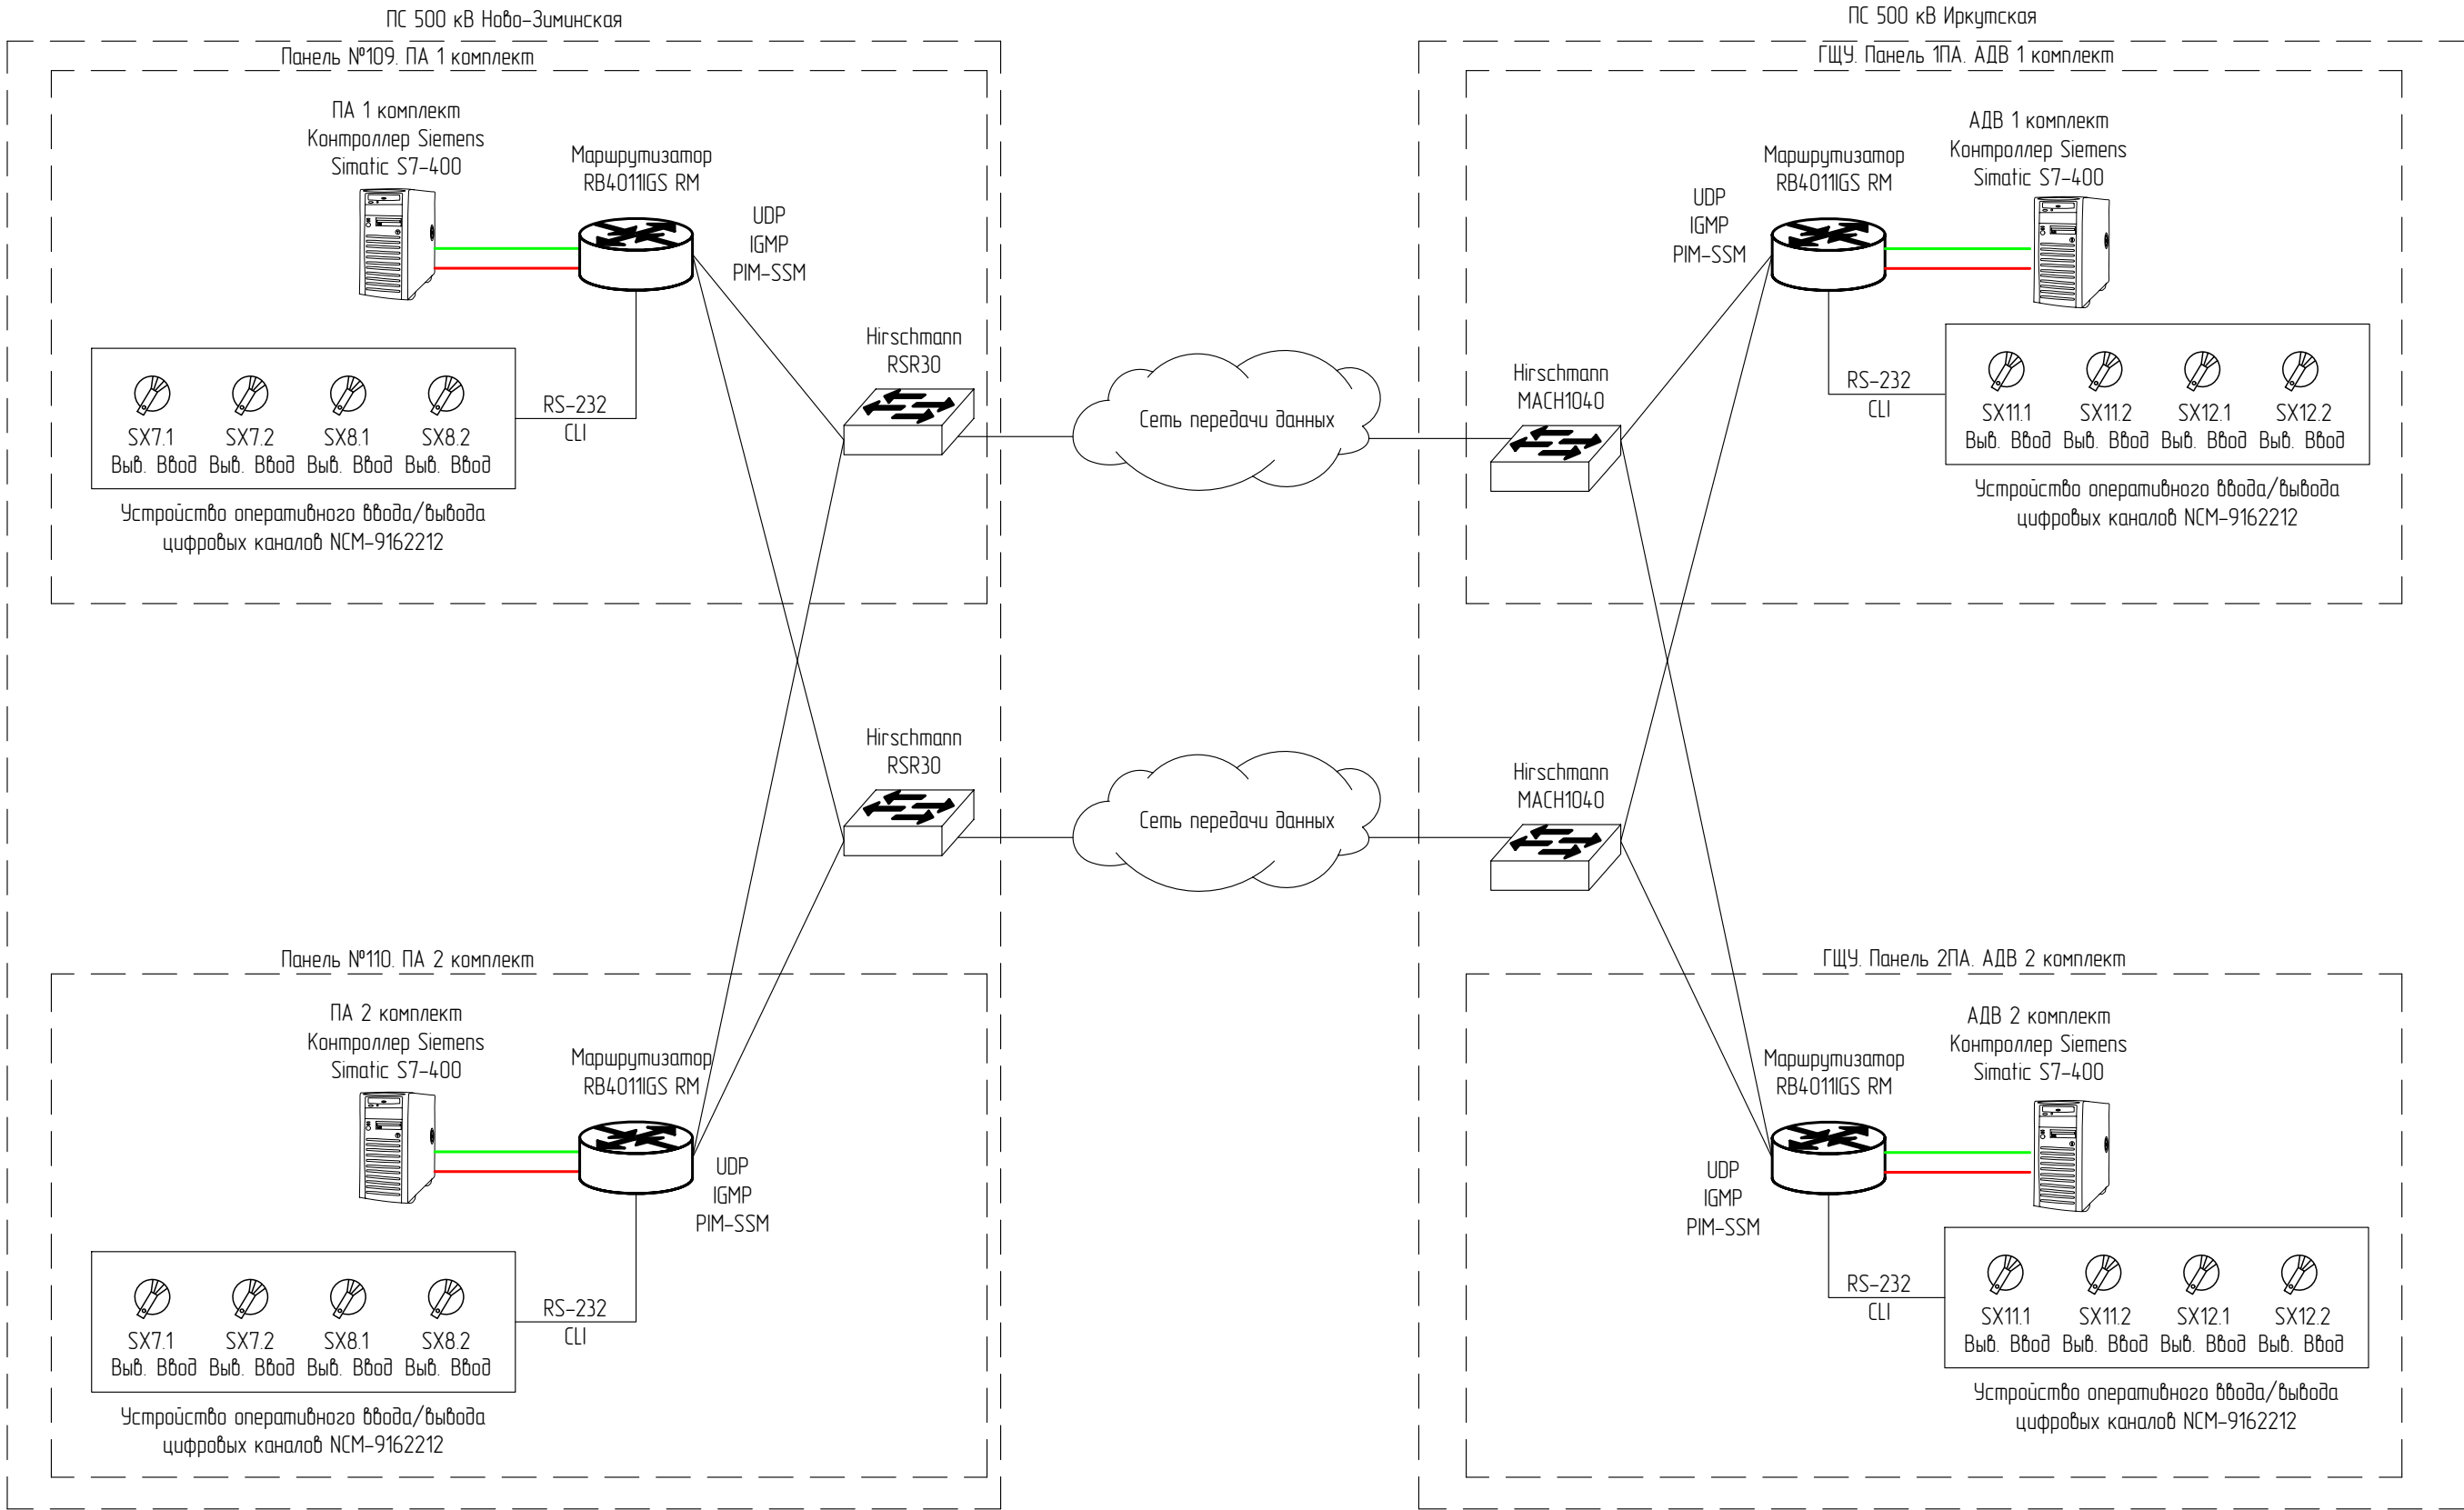 ПС 500 кВ Ново-Зиминская
Панель №109. ПА 1 комплект
ПА 1 комплект
Контроллер Siemens
Simatic S7-400
Маршрутизатор
RB4011IGS RM
UDP
IGMP
PIM-SSM
Hirschmann
RSR30
RS-232
CLI
SX7.1 SX7.2 SX8.1 SX8.2
Выв. Ввод Выв. Ввод Выв. Ввод Выв. Ввод
Устройство оперативного ввода/вывода
цифровых каналов NCM-9162212
Сеть передачи данных
ПС 500 кВ Иркутская
ГЩУ. Панель 1ПА. АДВ 1 комплект
АДВ 1 комплект
Контроллер Siemens
Simatic S7-400
Маршрутизатор
RB4011IGS RM
UDP
IGMP
PIM-SSM
Hirschmann
MACH1040
RS-232
CLI
SX11.1 SX11.2 SX12.1 SX12.2
Выв. Ввод Выв. Ввод Выв. Ввод Выв. Ввод
Устройство оперативного ввода/вывода
цифровых каналов NCM-9162212
Hirschmann
RSR30
Сеть передачи данных
Hirschmann
MACH1040
Панель №110. ПА 2 комплект
ПА 2 комплект
Контроллер Siemens
Simatic S7-400
Маршрутизатор
RB4011IGS RM
UDP
IGMP
PIM-SSM
RS-232
CLI
SX7.1 SX7.2 SX8.1 SX8.2
Выв. Ввод Выв. Ввод Выв. Ввод Выв. Ввод
Устройство оперативного ввода/вывода
цифровых каналов NCM-9162212
ГЩУ. Панель 2ПА. АДВ 2 комплект
АДВ 2 комплект
Контроллер Siemens
Simatic S7-400
Маршрутизатор
RB4011IGS RM
UDP
IGMP
PIM-SSM
RS-232
CLI
SX11.1 SX11.2 SX12.1 SX12.2
Выв. Ввод Выв. Ввод Выв. Ввод Выв. Ввод
Устройство оперативного ввода/вывода
цифровых каналов NCM-9162212